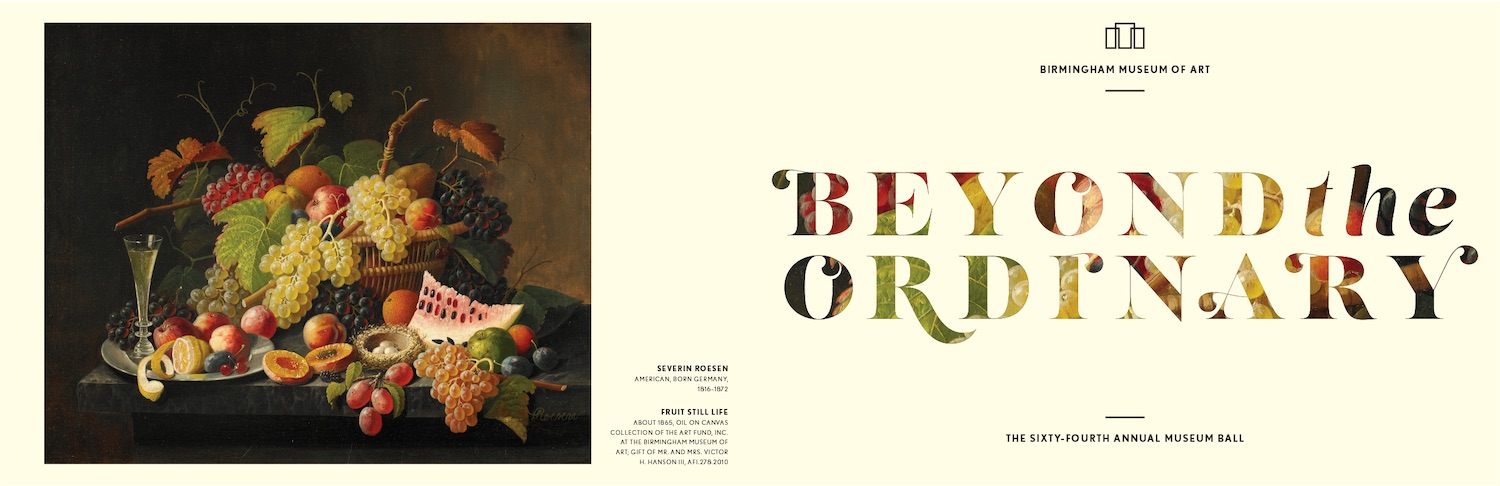 SEVERIN ROESEN
AMERICAN, BORN GERMANY,
1816-1872
FRUIT STILL LIFE
ABOUT 1865, OIL ON CANVAS
COLLECTION OF THE ART FUND, INC.
AT THE BIRMINGHAM MUSEUM OF
ART; GIFT OF MR. AND MRS. VICTOR
H. HANSON III, AFI.278.2010
BIRMINGHAM MUSEUM OF ART
BEYOND the
ORDINARY
THE SIXTY-FOURTH ANNUAL MUSEUM BALL